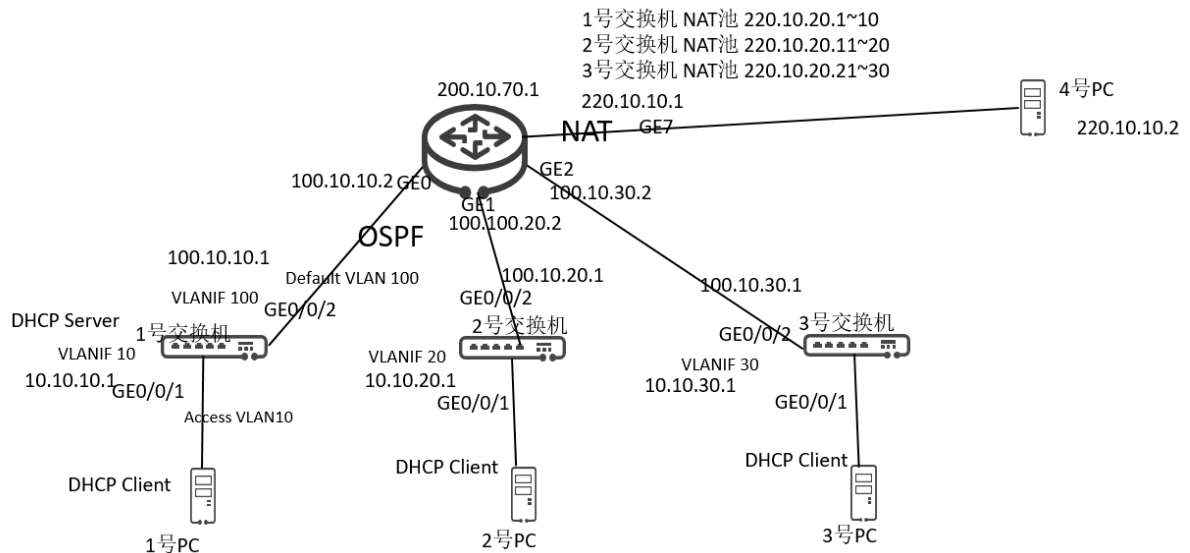 1号交换机 NAT池 220.10.20.1~10
2号交换机 NAT池 220.10.20.11~20
3号交换机 NAT池 220.10.20.21~30
200.10.70.1
220.10.10.1
4号PC
NAT
GE7
220.10.10.2
100.10.10.2
GE0
GE2
100.10.30.2
GE1
100.100.20.2
OSPF
100.10.10.1
Default VLAN 100
100.10.20.1
100.10.30.1
VLANIF 100
GE0/0/2
GE0/0/2
DHCP Server
1号交换机
2号交换机
GE0/0/2
3号交换机
VLANIF 10
10.10.10.1
GE0/0/1
VLANIF 20
10.10.20.1
GE0/0/1
VLANIF 30
10.10.30.1
GE0/0/1
Access VLAN10
DHCP Client
DHCP Client
DHCP Client
1号PC
2号PC
3号PC